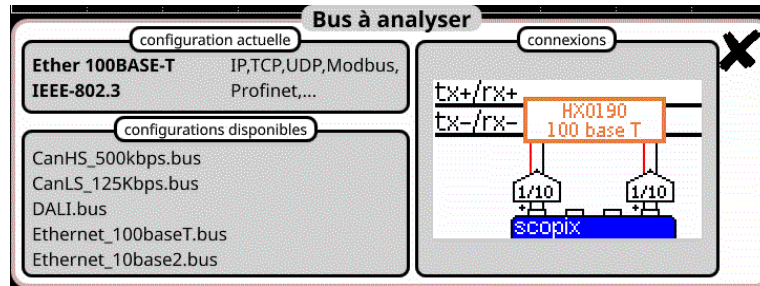 Bus à analyser
configuration actuelle
Ether 100BASE-T IP,TCP,UDP,Modbus,
IEEE-802.3 Profinet,...
configurations disponibles
CanHS_500kbps.bus
CanLS_125Kbps.bus
DALI.bus
Ethernet_100baseT.bus
Ethernet_10base2.bus
connexions
tx+/rx+
tx-/rx-
HX0190
100 base T
1/10 1/10
+ +
scopix